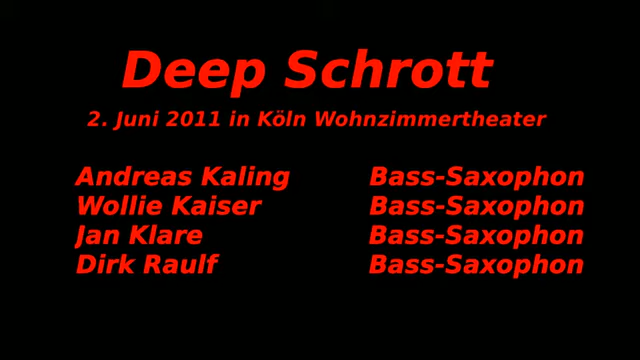 Deep Schrott
2. Juni 2011 in Köln Wohnzimmertheater
Andreas Kaling Bass-Saxophon
Wollie Kaiser Bass-Saxophon
Jan Klare Bass-Saxophon
Dirk Raulf Bass-Saxophon